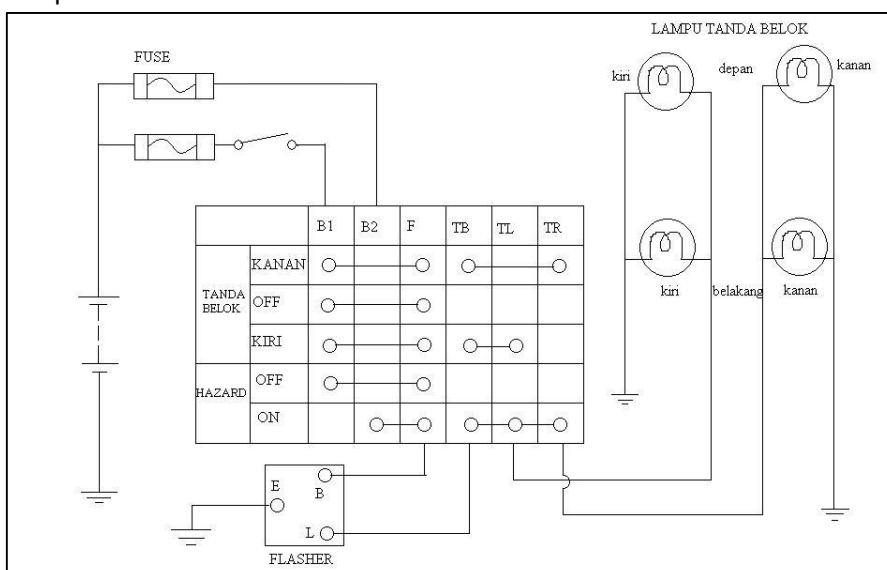 LAMPU TANDA BELOK
FUSE
kiri
depan
kanan
B1 B2 F TB TL TR
KANAN
TANDA
BELOK
OFF
KIRI
HAZARD
OFF
ON
kiri
belakang
kanan
E
B
L
FLASHER